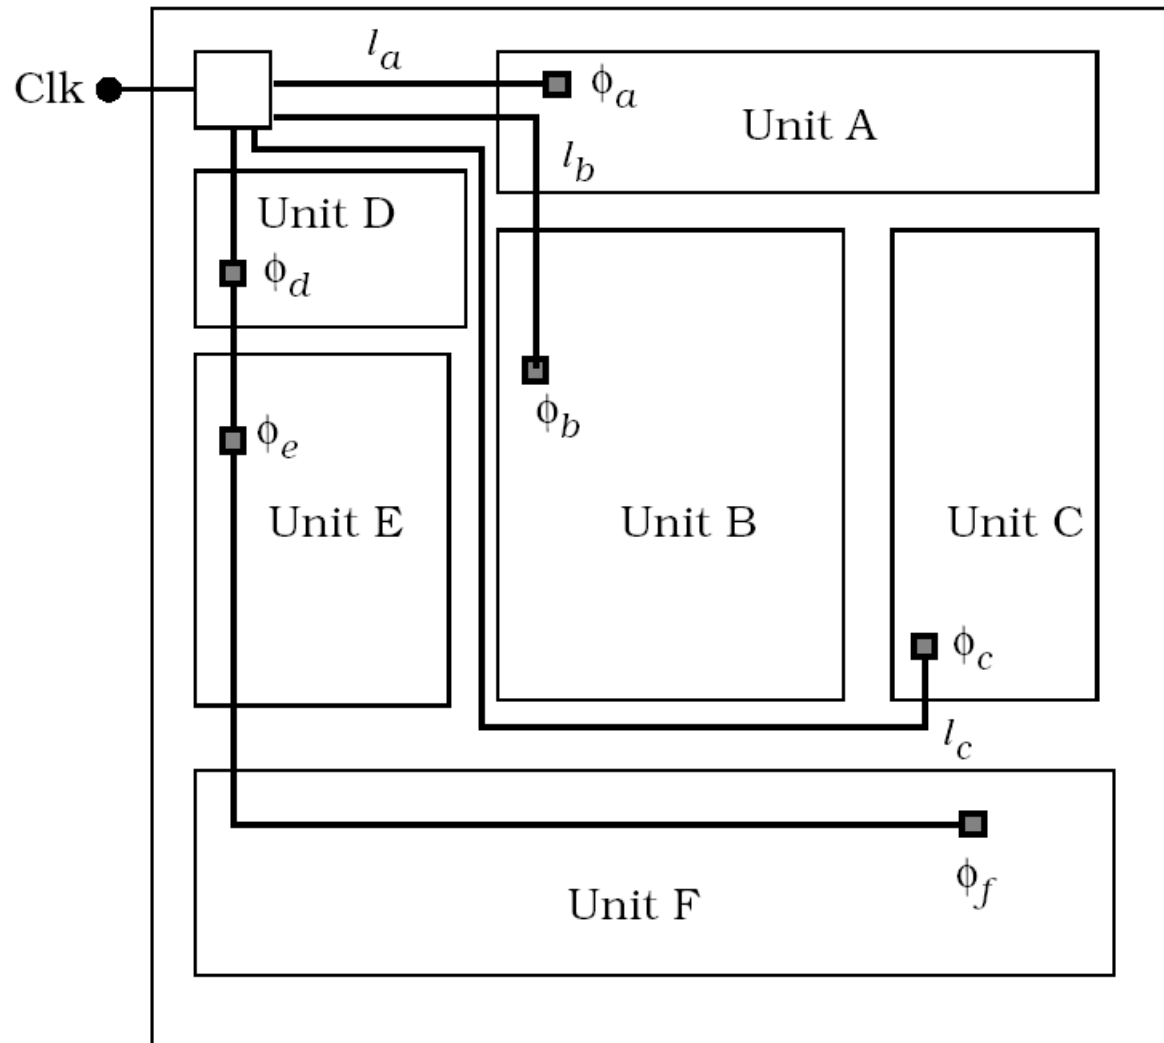 l_a
Clk
ϕ_a
Unit A
l_b
Unit D
ϕ_d
ϕ_b
ϕ_e
Unit E
Unit B
Unit C
ϕ_c
l_c
ϕ_f
Unit F